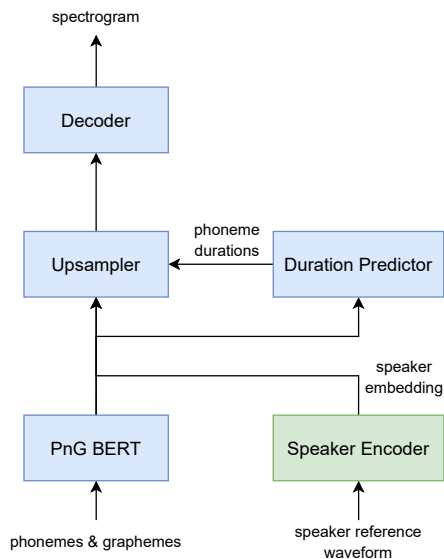 spectrogram
Decoder
phoneme
durations
Upsampler
Duration Predictor
speaker
embedding
PnG BERT
Speaker Encoder
phonemes & graphemes
speaker reference
waveform